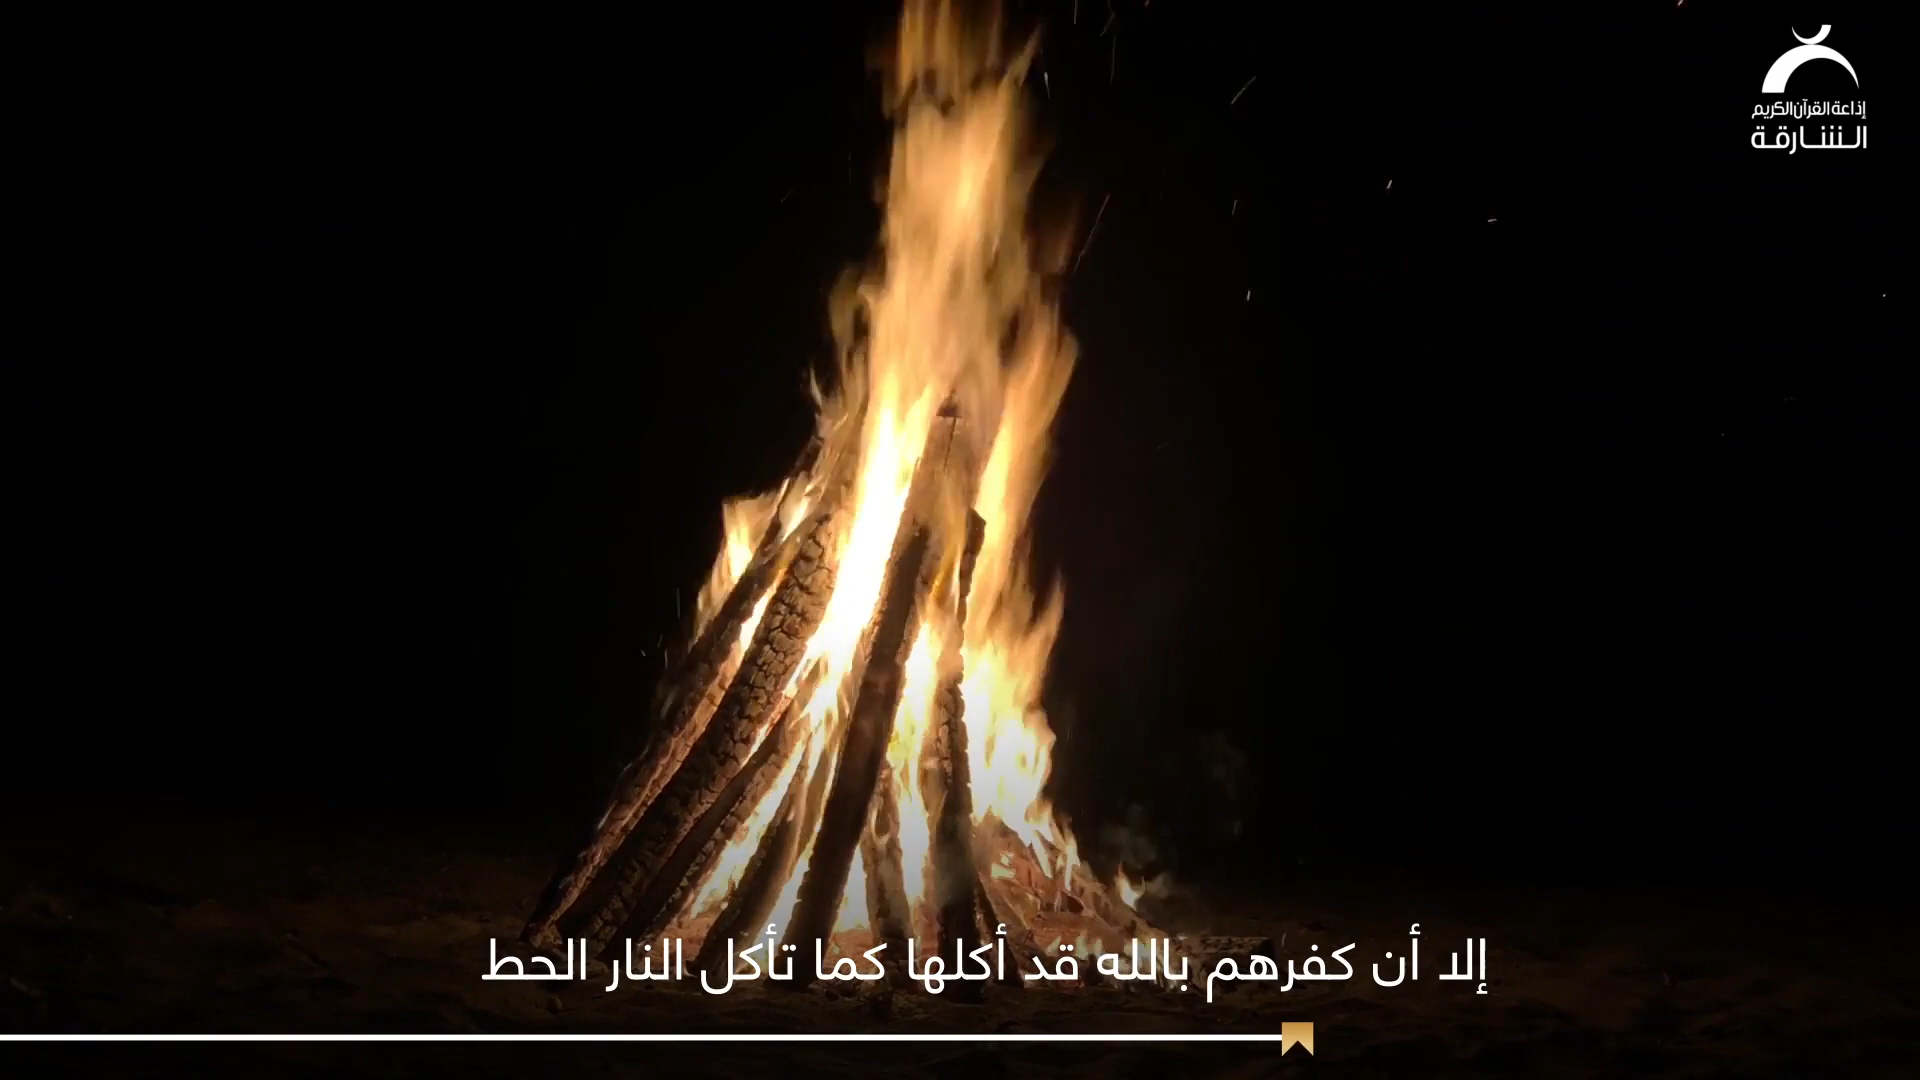 إذاعة القرآن الكريم
الشارقة
إلا أن كفرهم بالله قد أكلها كما تأكل النار الحط